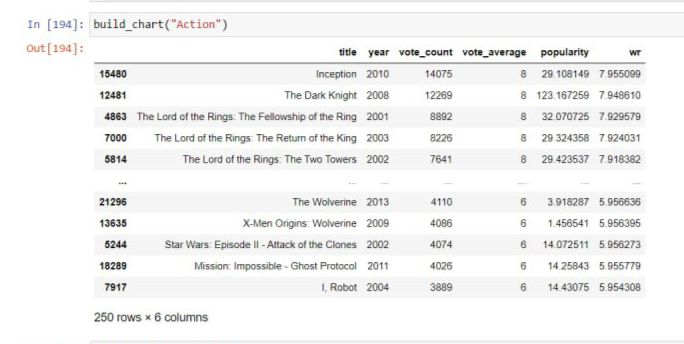 In [194]: build_chart("Action")
Out[194]:
title year vote_count vote_average popularity wr
15480 Inception 2010 14075 8 29.108149 7.955099
12481 The Dark Knight 2008 12269 8 123.167259 7.948610
4863 The Lord of the Rings: The Fellowship of the Ring 2001 8892 8 32.070725 7.929579
7000 The Lord of the Rings: The Return of the King 2003 8226 8 29.324358 7.924031
5814 The Lord of the Rings: The Two Towers 2002 7641 8 29.423537 7.918382
... ... ... ... ... ... ...
21296 The Wolverine 2013 4110 6 3.918287 5.956636
13635 X-Men Origins: Wolverine 2009 4086 6 1.456541 5.956395
5244 Star Wars: Episode II - Attack of the Clones 2002 4074 6 14.072511 5.956273
18289 Mission: Impossible - Ghost Protocol 2011 4026 6 14.25843 5.955779
7917 I, Robot 2004 3889 6 14.43075 5.954308
250 rows × 6 columns